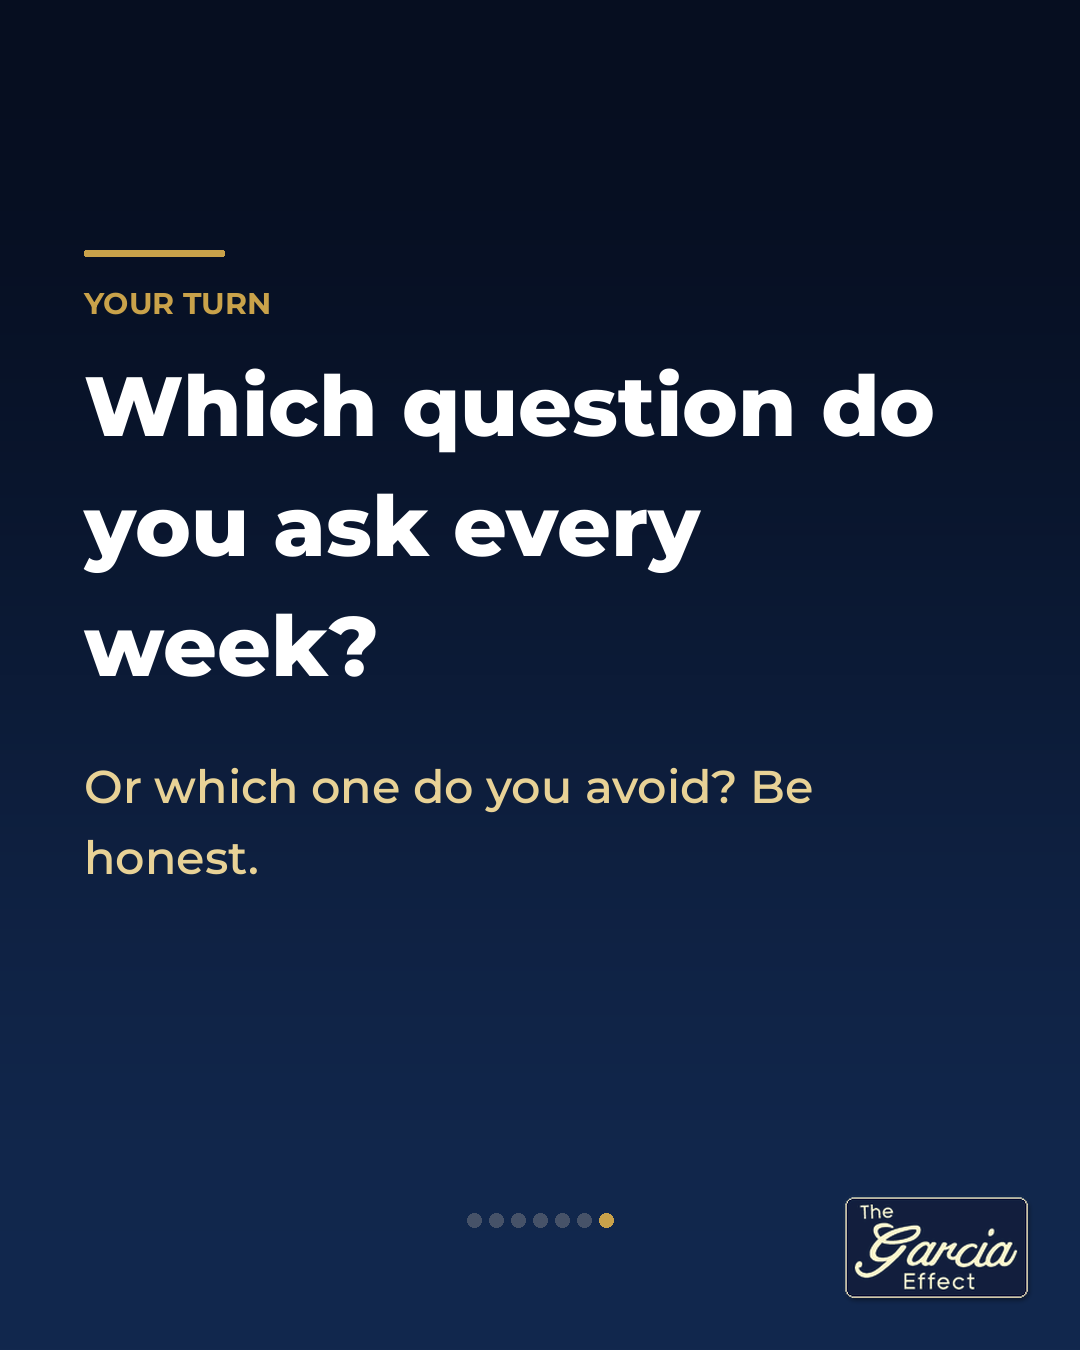 YOUR TURN
Which question do
you ask every
week?
Or which one do you avoid? Be
honest.
The
Garcia
Effect